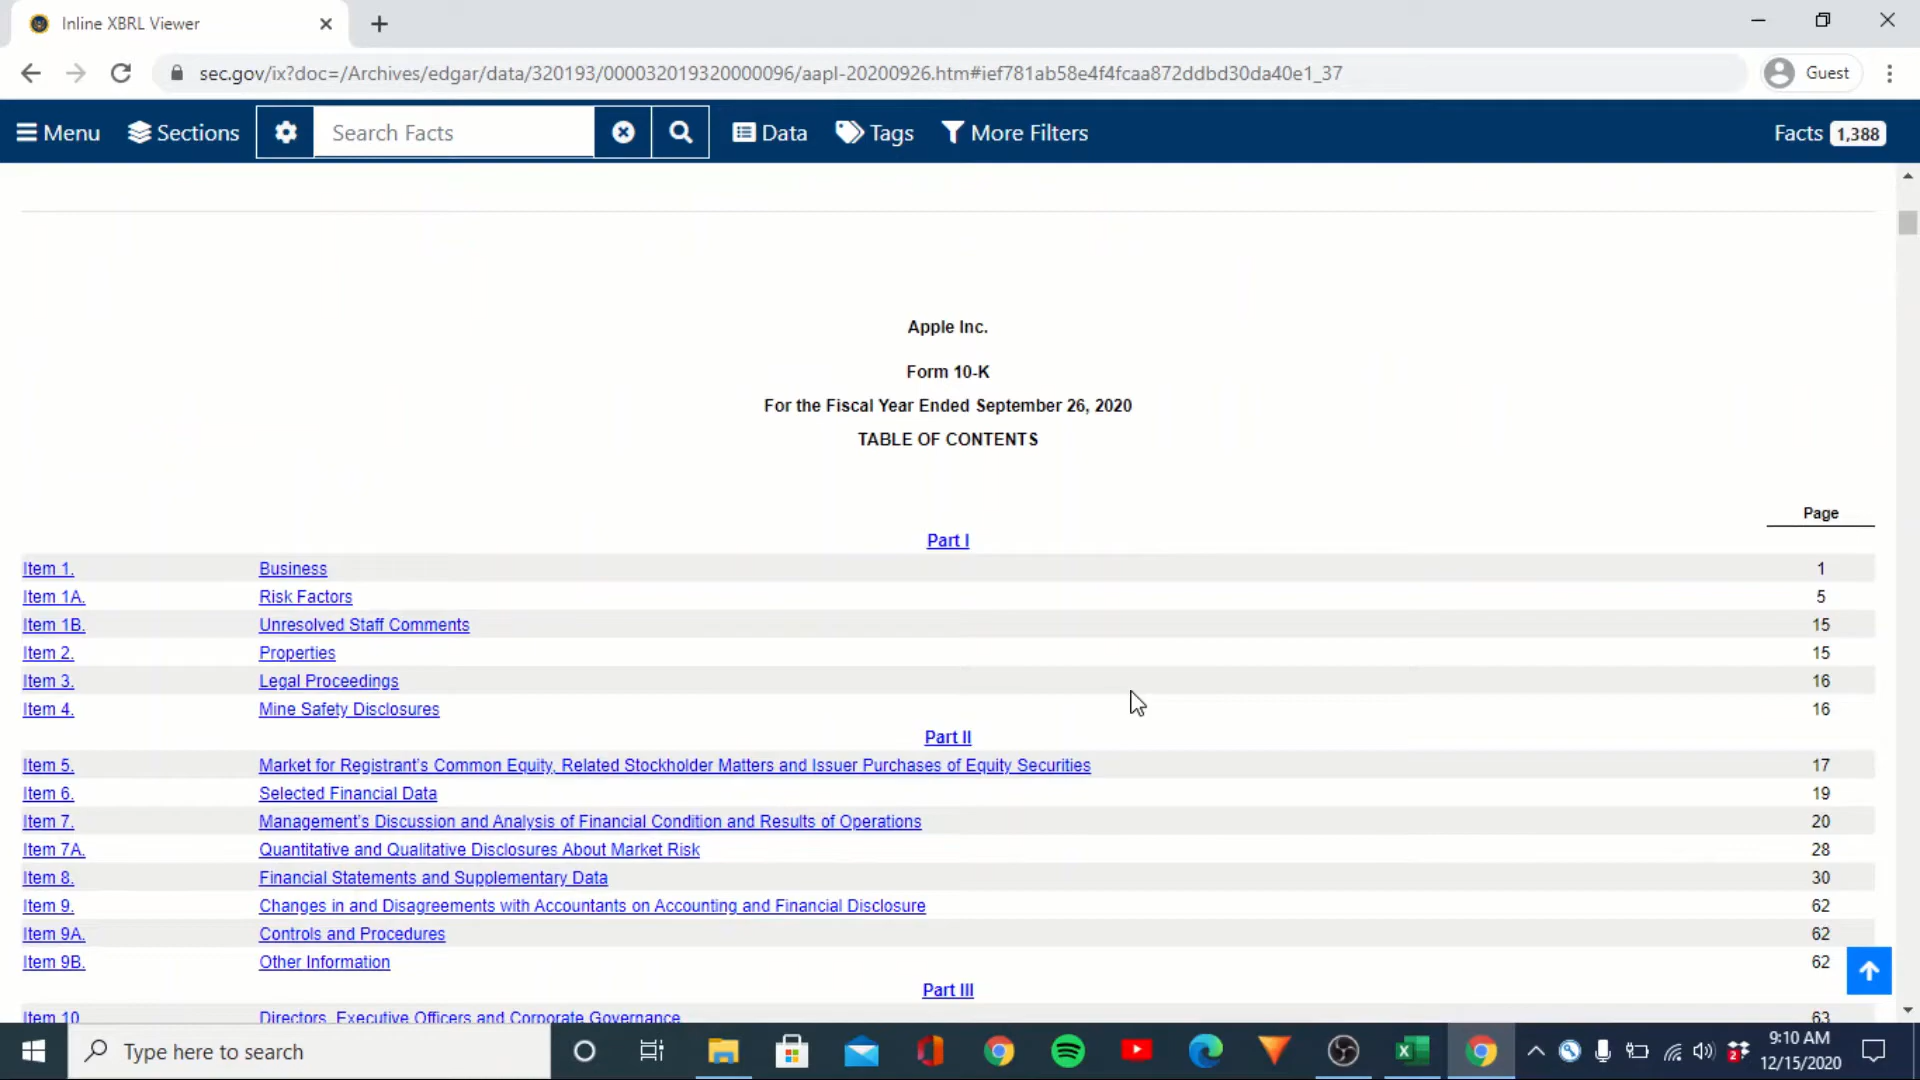 Inline XBRL Viewer
sec.gov/ix?doc=/Archives/edgar/data/320193/000032019320000096/aapl-20200926.htm#ief781ab58e4f4fcaa872ddbd30da40e1_37
Guest
Menu Sections Search Facts Data Tags More Filters Facts 1,388
Apple Inc.
Form 10-K
For the Fiscal Year Ended September 26, 2020
TABLE OF CONTENTS
Page
Part I
Item 1. Business 1
Item 1A. Risk Factors 5
Item 1B. Unresolved Staff Comments 15
Item 2. Properties 15
Item 3. Legal Proceedings 16
Item 4. Mine Safety Disclosures 16
Part II
Item 5. Market for Registrant's Common Equity, Related Stockholder Matters and Issuer Purchases of Equity Securities 17
Item 6. Selected Financial Data 19
Item 7. Management's Discussion and Analysis of Financial Condition and Results of Operations 20
Item 7A. Quantitative and Qualitative Disclosures About Market Risk 28
Item 8. Financial Statements and Supplementary Data 30
Item 9. Changes in and Disagreements with Accountants on Accounting and Financial Disclosure 62
Item 9A. Controls and Procedures 62
Item 9B. Other Information 62
Part III
Item 10. Directors, Executive Officers and Corporate Governance 63
Type here to search
9:10 AM
12/15/2020